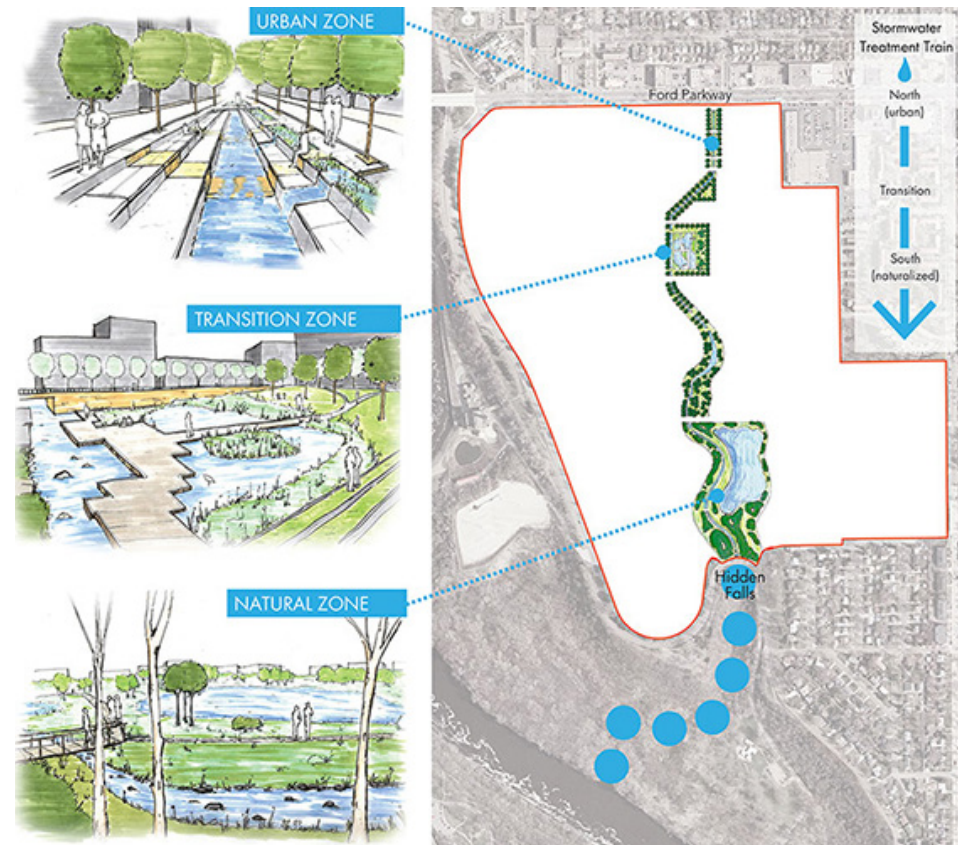 URBAN ZONE
TRANSITION ZONE
NATURAL ZONE
Ford Parkway
Hidden
Falls
Stormwater
Treatment Train
North
(urban)
Transition
South
(naturalized)